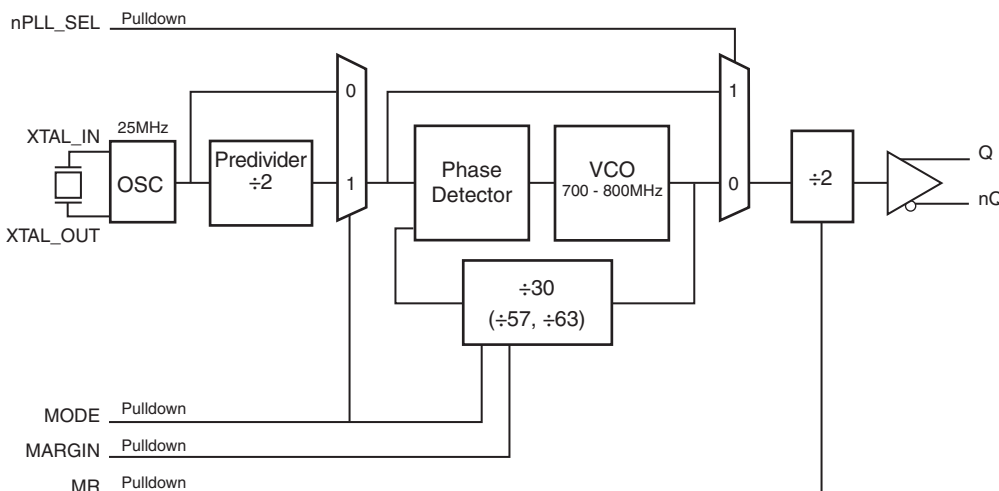 nPLL_SEL Pulldown
0
1
XTAL_IN
25MHz
OSC
XTAL_OUT
Predivider
÷2
1
Phase
Detector
VCO
700 - 800MHz
0
÷2
Q
nQ
÷30
(÷57, ÷63)
MODE Pulldown
MARGIN Pulldown
MR Pulldown